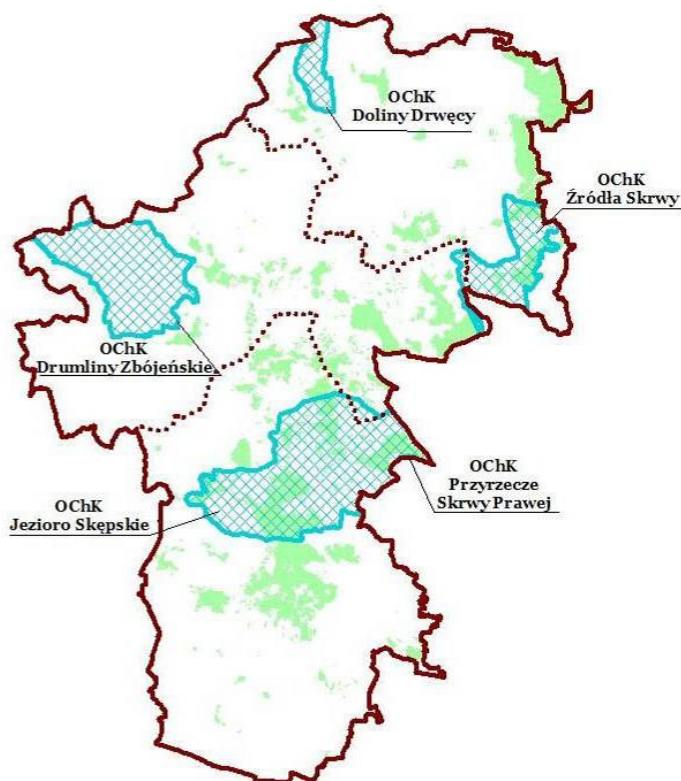 OChK
Doliny Drwęcy
OChK
Źródła Skrwy
OChK
Drumliny Zbójeńskie
OChK
Przyrzecze
Skrwy Prawej
OChK
Jezioro Skępskie